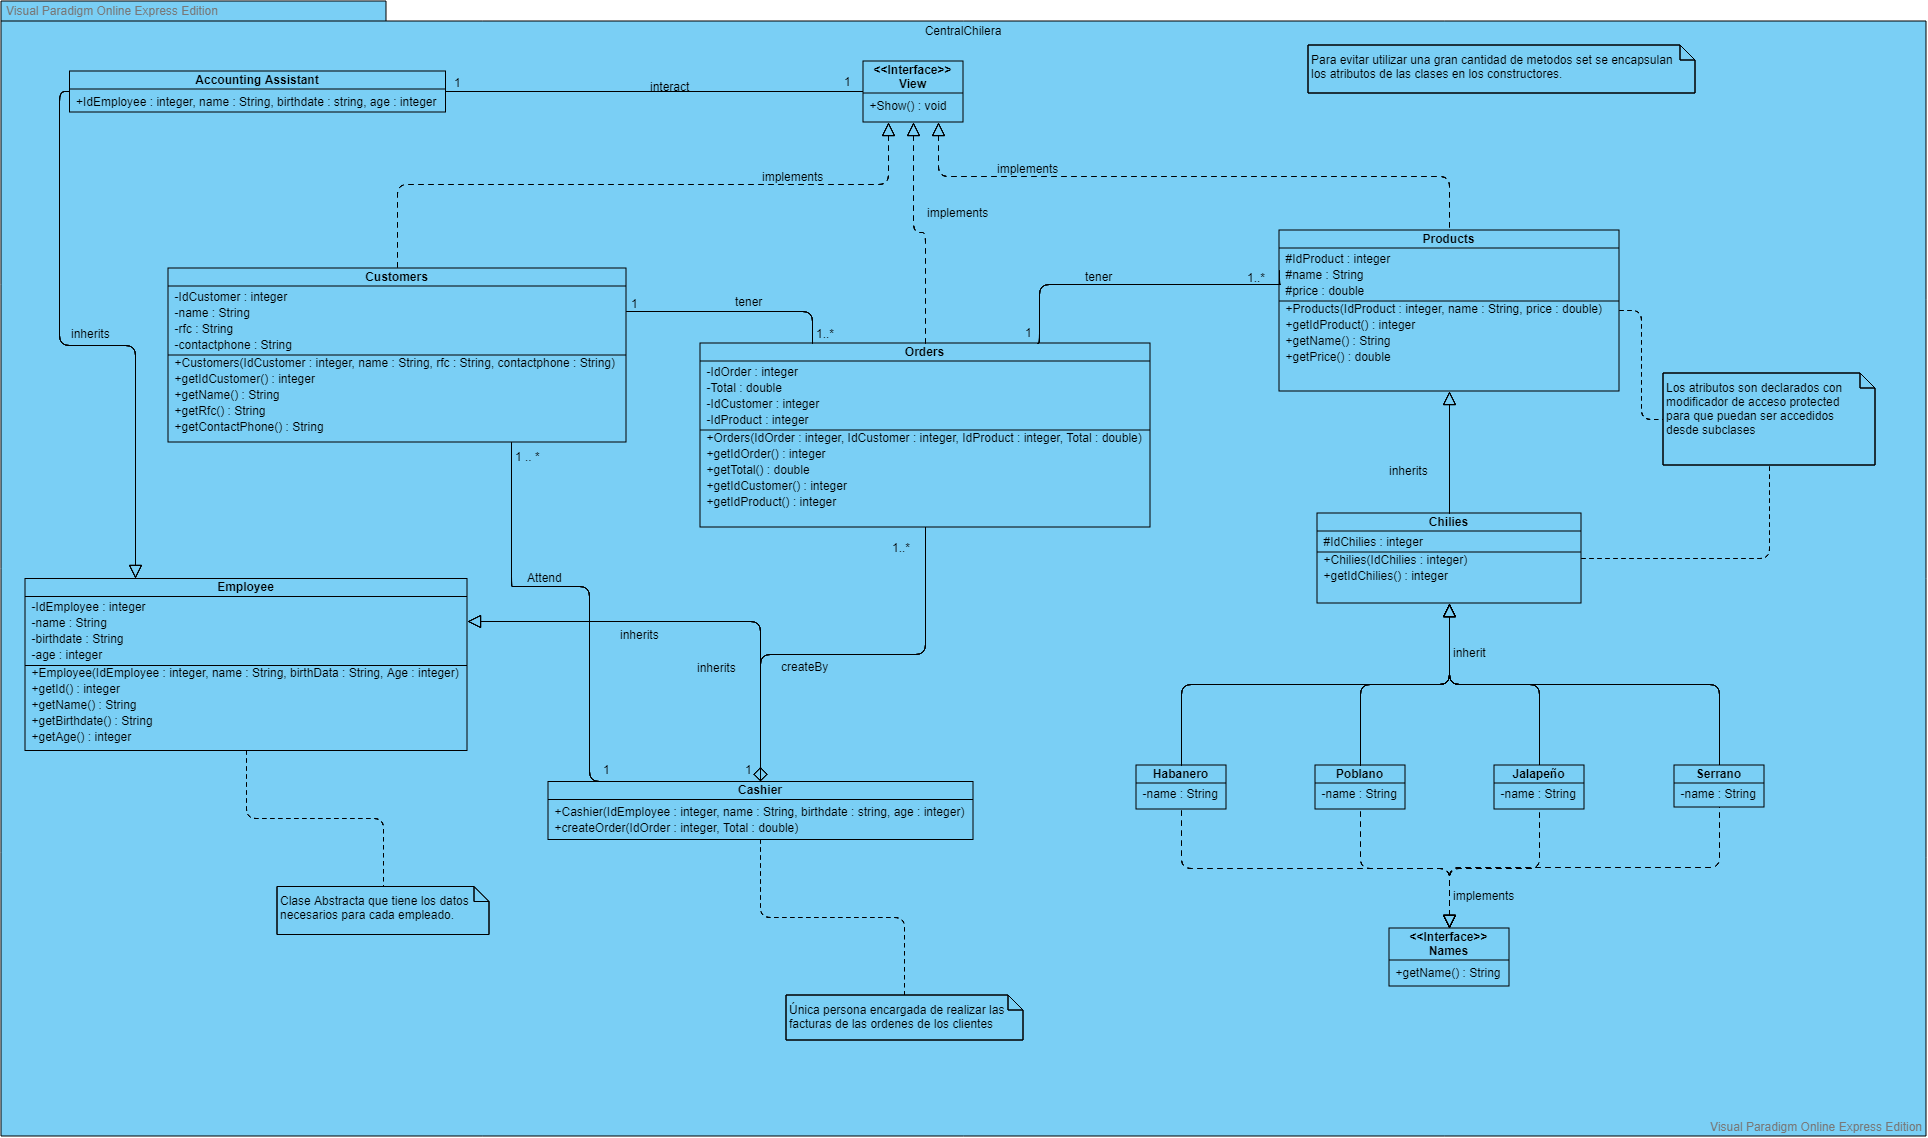 Visual Paradigm Online Express Edition
CentralChilera
Para evitar utilizar una gran cantidad de metodos set se encapsulan
los atributos de las clases en los constructores.
Accounting Assistant
+IdEmployee : integer, name : String, birthdate : string, age : integer
1
interact
1
<<Interface>>
View
+Show() : void
implements
implements
implements
Products
#IdProduct : integer
#name : String
#price : double
+Products(IdProduct : integer, name : String, price : double)
+getIdProduct() : integer
+getName() : String
+getPrice() : double
Customers
-IdCustomer : integer
-name : String
-rfc : String
-contactphone : String
+Customers(IdCustomer : integer, name : String, rfc : String, contactphone : String)
+getIdCustomer() : integer
+getName() : String
+getRfc() : String
+getContactPhone() : String
1
tener
1..*
tener
1..*
1
inherits
Orders
-IdOrder : integer
-Total : double
-IdCustomer : integer
-IdProduct : integer
+Orders(IdOrder : integer, IdCustomer : integer, IdProduct : integer, Total : double)
+getIdOrder() : integer
+getTotal() : double
+getIdCustomer() : integer
+getIdProduct() : integer
Los atributos son declarados con
modificador de acceso protected
para que puedan ser accedidos
desde subclases
1 .. *
inherits
1..*
Chilies
#IdChilies : integer
+Chilies(IdChilies : integer)
+getIdChilies() : integer
Attend
Employee
-IdEmployee : integer
-name : String
-birthdate : String
-age : integer
+Employee(IdEmployee : integer, name : String, birthData : String, Age : integer)
+getId() : integer
+getName() : String
+getBirthdate() : String
+getAge() : integer
inherits
inherits
createBy
inherit
1
1
Cashier
+Cashier(IdEmployee : integer, name : String, birthdate : string, age : integer)
+createOrder(IdOrder : integer, Total : double)
Habanero
-name : String
Poblano
-name : String
Jalapeño
-name : String
Serrano
-name : String
Clase Abstracta que tiene los datos
necesarios para cada empleado.
implements
<<Interface>>
Names
+getName() : String
Única persona encargada de realizar las
facturas de las ordenes de los clientes
Visual Paradigm Online Express Edition